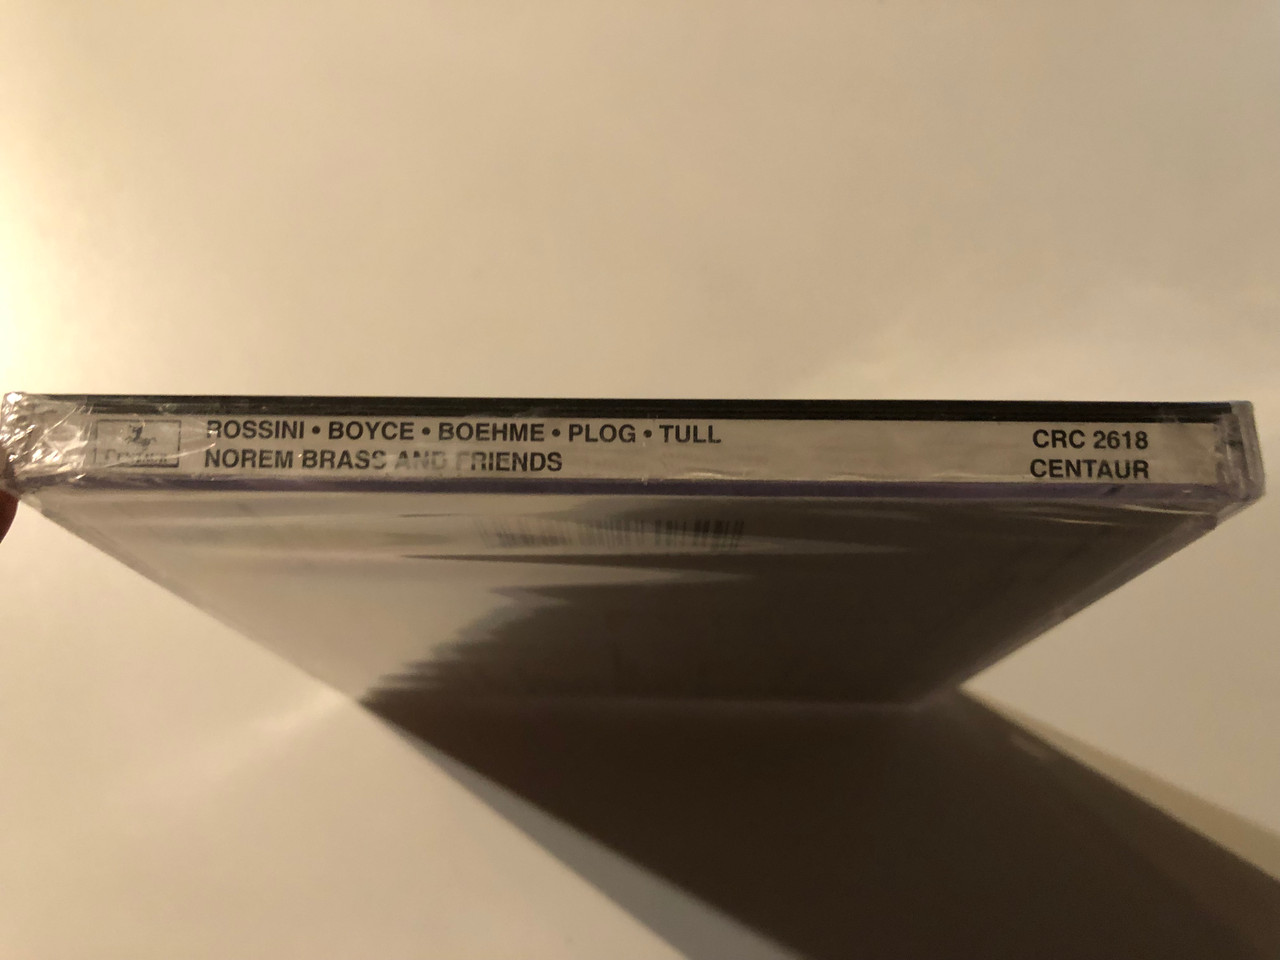 ROSSINI • BOYCE • BOEHME • PLOG • TULL
NOREM BRASS AND FRIENDS
CRC 2618
CENTAUR